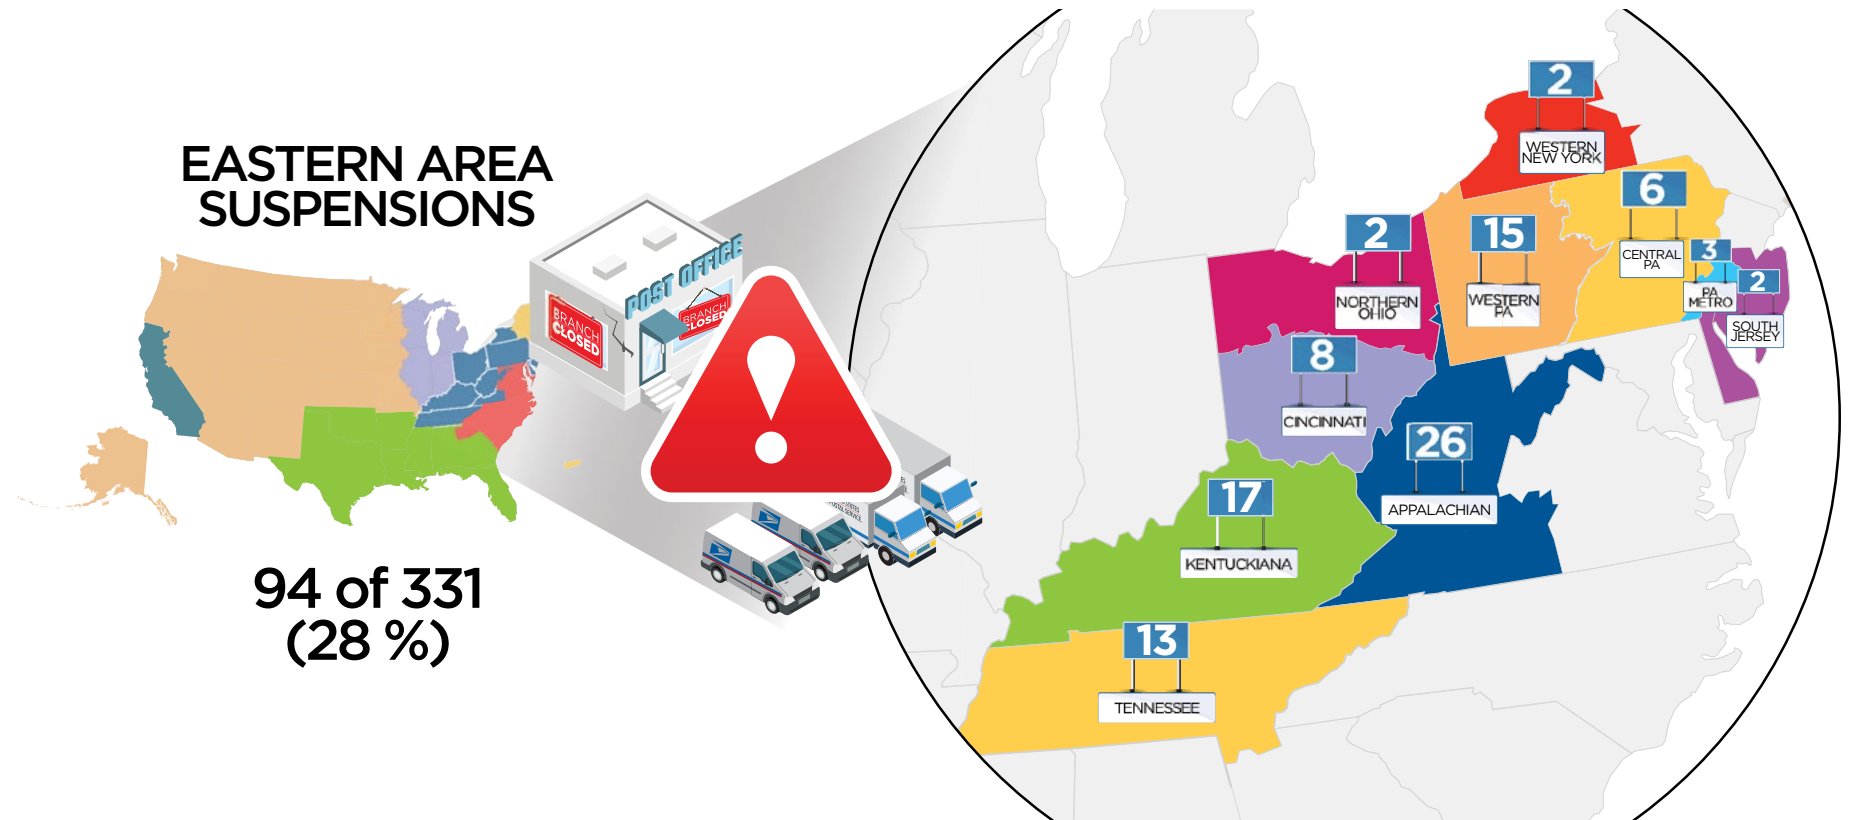 EASTERN AREA
SUSPENSIONS
94 of 331
(28 %)
POST OFFICE
BRANCH
CLOSED
BRANCH
CLOSED
2
WESTERN
NEW YORK
6
CENTRAL
PA
2
NORTHERN
OHIO
15
WESTERN
PA
3
PA
METRO
2
SOUTH
JERSEY
8
CINCINNATI
26
APPALACHIAN
17
KENTUCKIANA
13
TENNESSEE